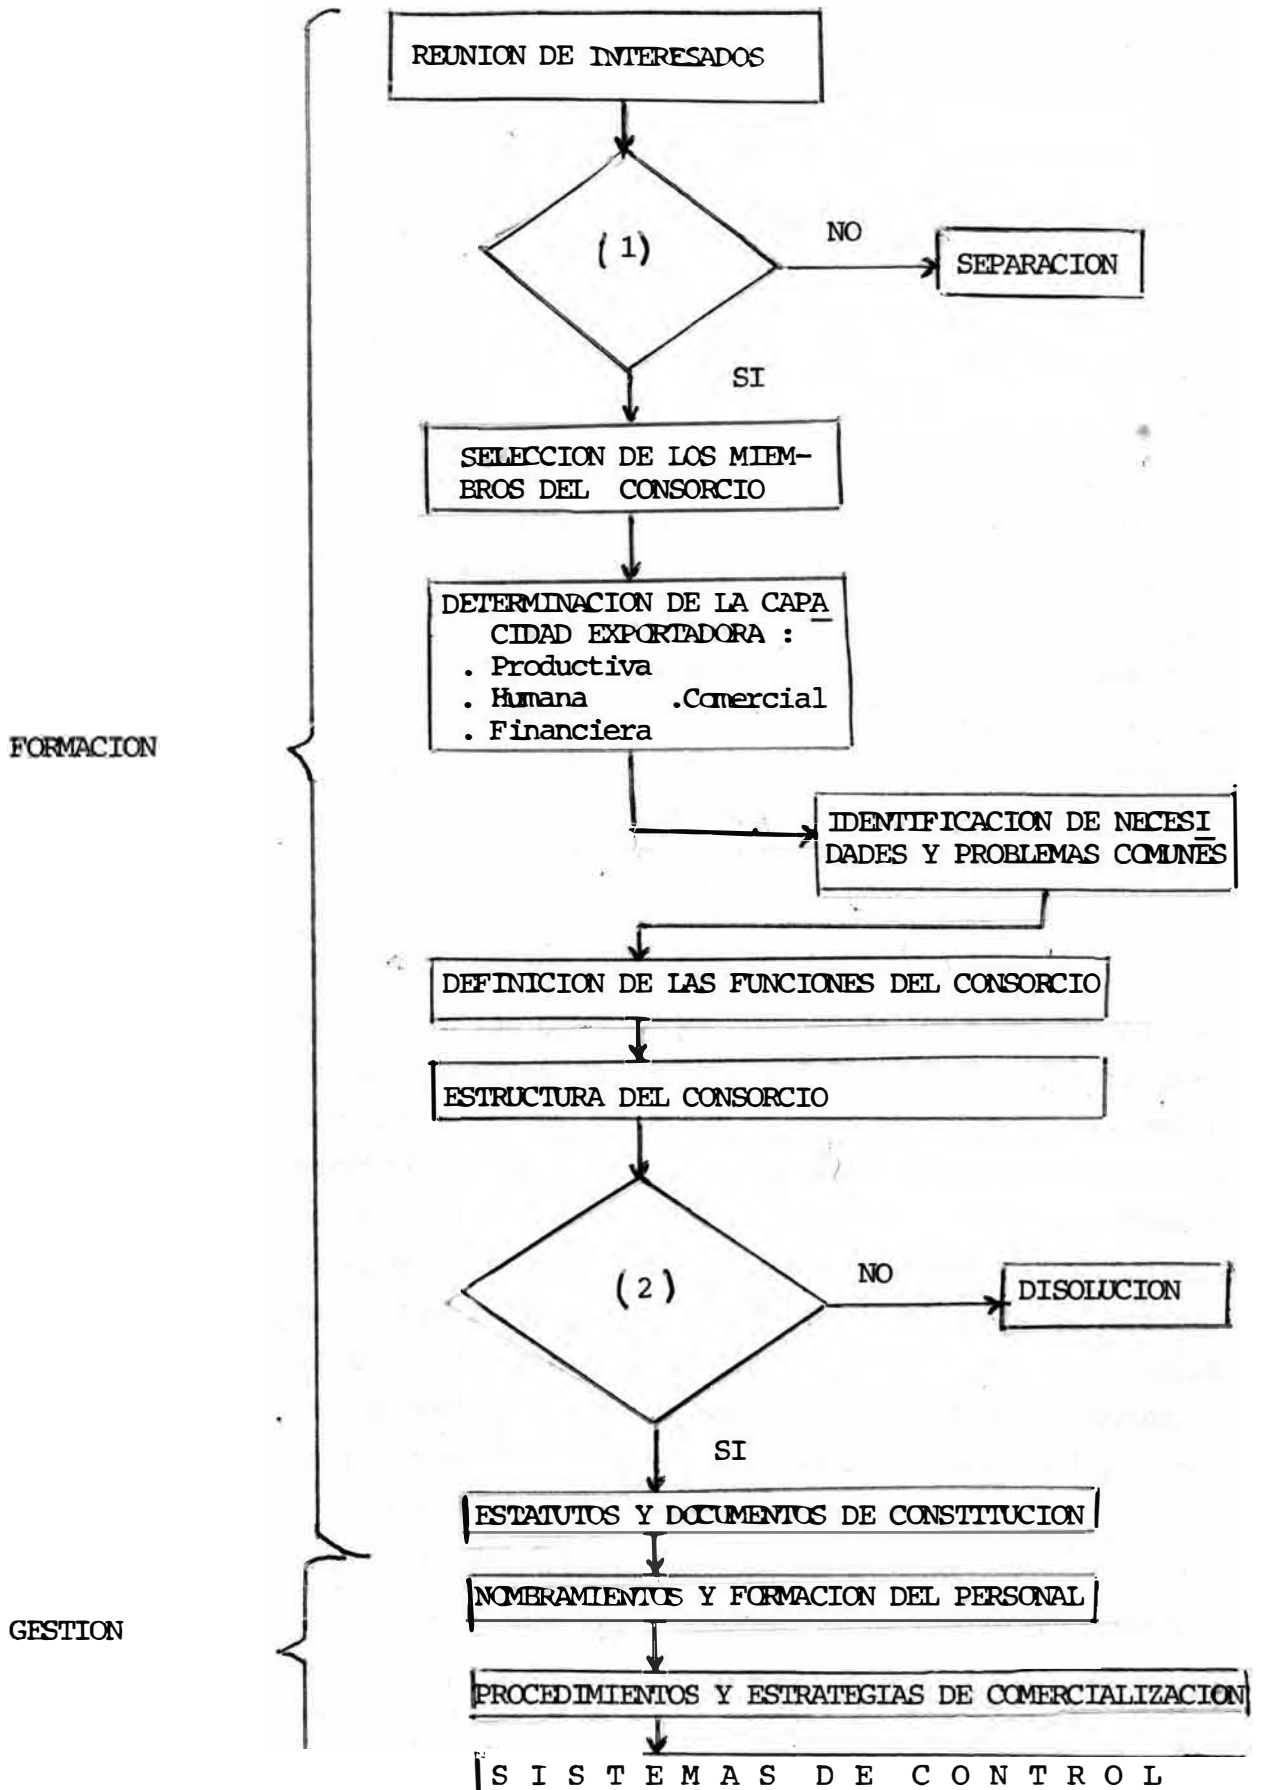 REUNION DE INTERESADOS
(1)
NO
SEPARACION
SI
SELECCION DE LOS MIEM-
BROS DEL CONSORCIO
DETERMINACION DE LA CAPA
CIDAD EXPORTADORA :
. Productiva
. Humana .Comercial
. Financiera
FORMACION
IDENTIFICACION DE NECESI
DADES Y PROBLEMAS COMUNES
DEFINICION DE LAS FUNCIONES DEL CONSORCIO
ESTRUCTURA DEL CONSORCIO
(2)
NO
DISOLUCION
SI
ESTATUTOS Y DOCUMENTOS DE CONSTITUCION
NOMBRAMIENTOS Y FORMACION DEL PERSONAL
GESTION
PROCEDIMIENTOS Y ESTRATEGIAS DE COMERCIALIZACION
S I S T E M A S D E C O N T R O L